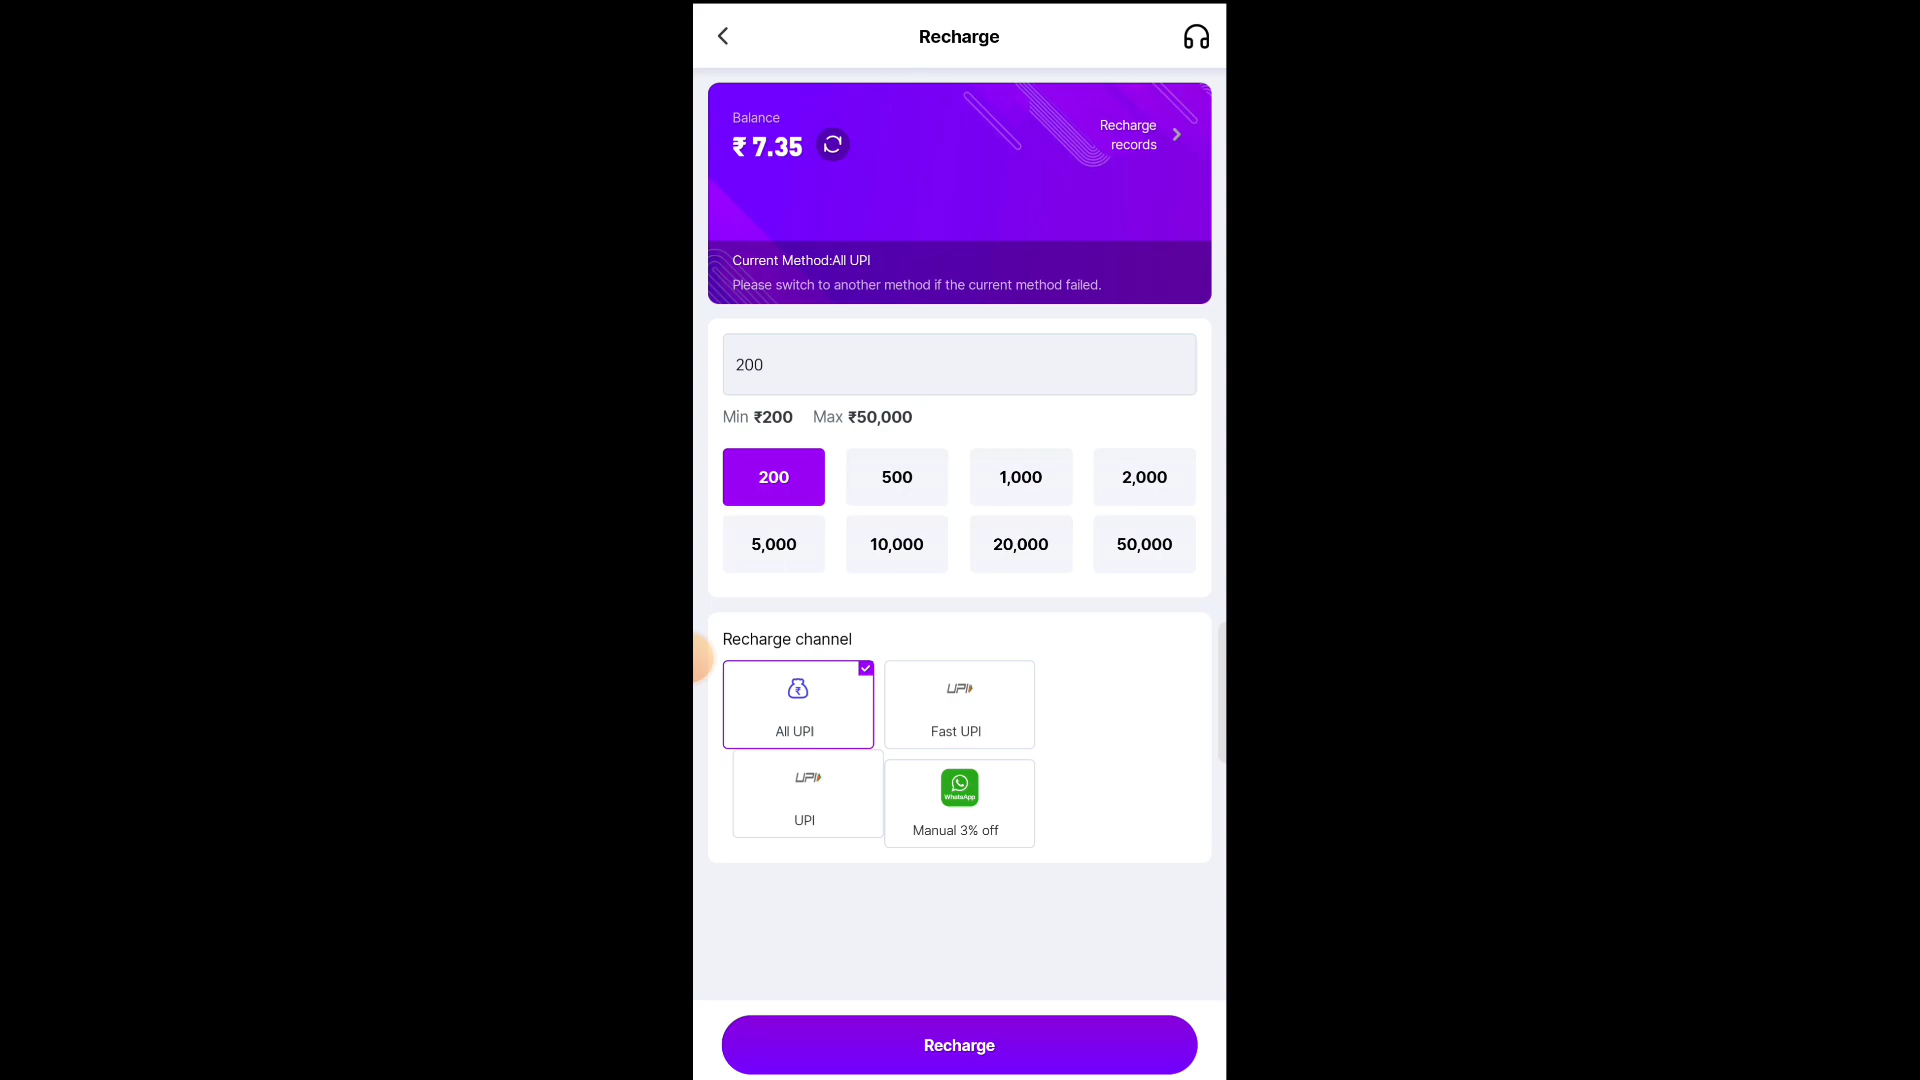 Recharge
Balance
₹ 7.35
Recharge
records
Current Method:All UPI
Please switch to another method if the current method failed.
200
Min ₹200 Max ₹50,000
200 500 1,000 2,000
5,000 10,000 20,000 50,000
Recharge channel
₹
UPI
All UPI
Fast UPI
UPI
WhataApp
UPI
Manual 3% off
Recharge